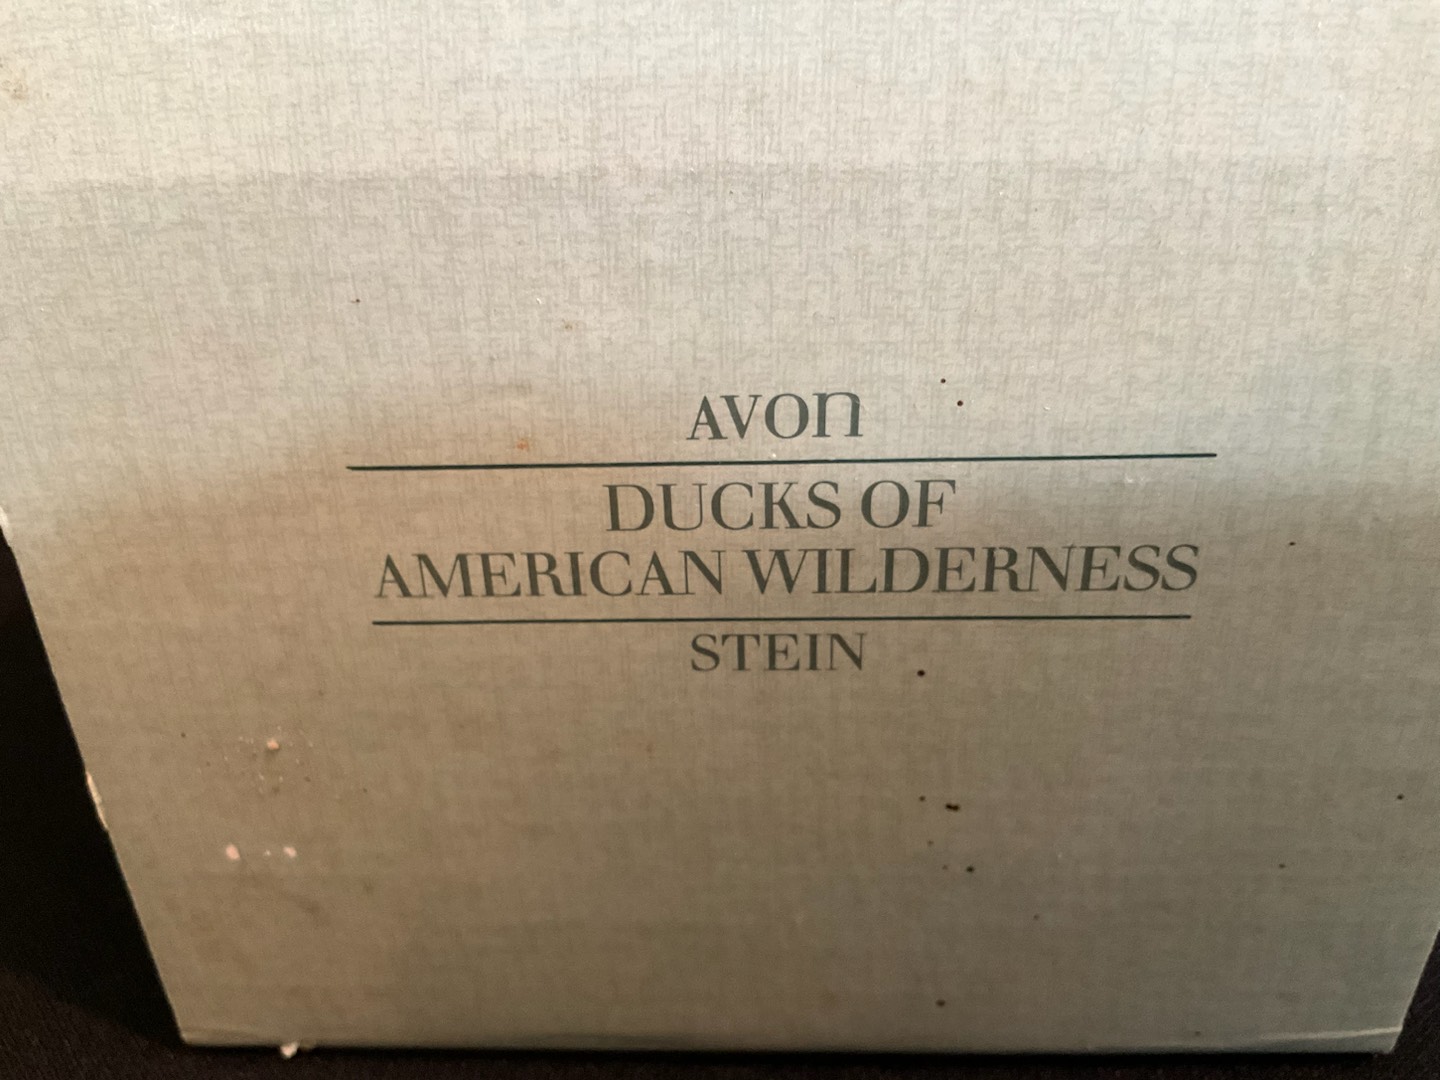 AVON
DUCKS OF
AMERICAN WILDERNESS
STEIN